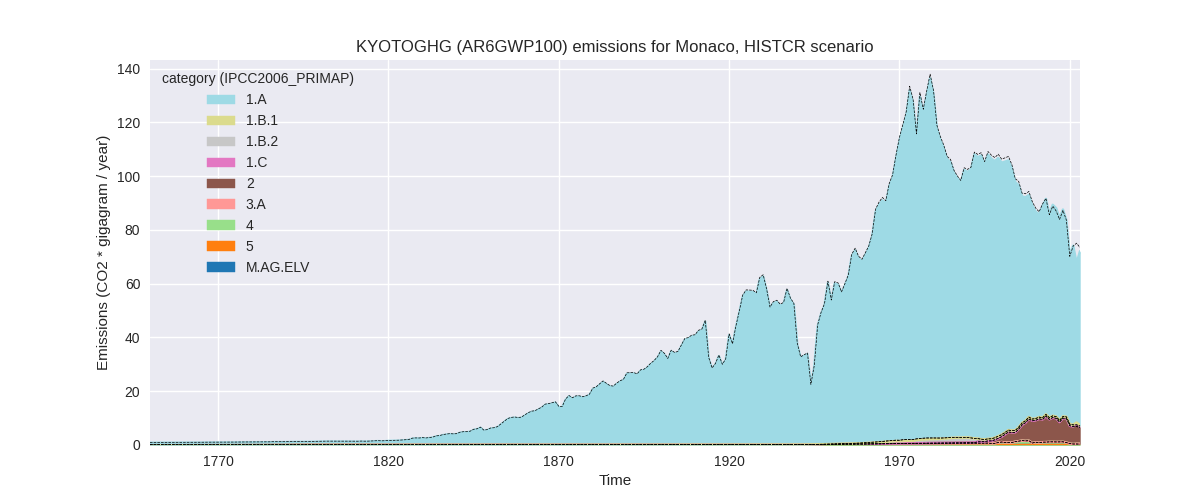 KYOTOGHG (AR6GWP100) emissions for Monaco, HISTCR scenario
Emissions (CO2 * gigagram / year)
140
120
100
80
60
40
20
0
category (IPCC2006_PRIMAP)
1.A
1.B.1
1.B.2
1.C
2
3.A
4
5
M.AG.ELV
1770
1820
1870
1920
1970
2020
Time